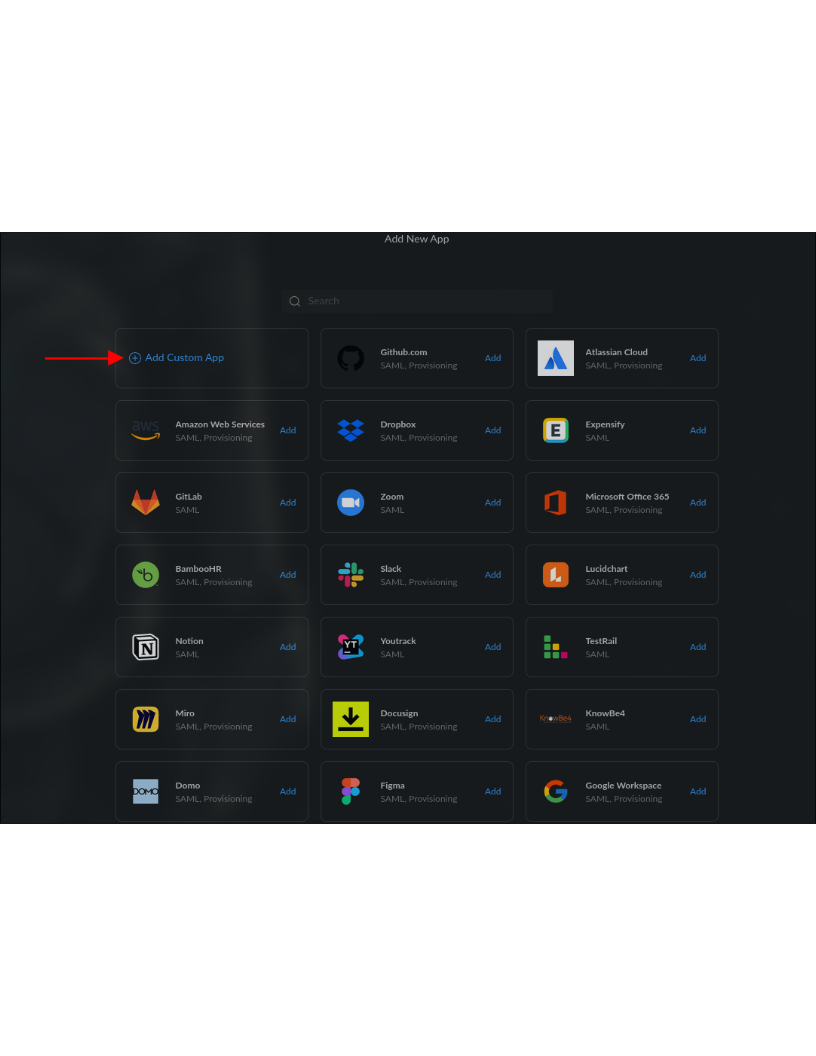 Add New App
Search
Add Custom App
Github.com
SAML, Provisioning
Add
Atlassian Cloud
SAML, Provisioning
Add
aws
Amazon Web Services
SAML, Provisioning
Add
Dropbox
SAML, Provisioning
Add
E
Expensify
SAML
Add
GitLab
SAML
Add
Zoom
SAML
Add
Microsoft Office 365
SAML, Provisioning
Add
b
BambooHR
SAML, Provisioning
Add
Slack
SAML, Provisioning
Add
Lucidchart
SAML, Provisioning
Add
N
Notion
SAML
Add
YT
Youtrack
SAML
Add
TestRail
SAML
Add
Miro
SAML, Provisioning
Add
Docusign
SAML, Provisioning
Add
KnowBe4
KnowBe4
SAML
Add
DOMO
Domo
SAML, Provisioning
Add
Figma
SAML, Provisioning
Add
G
Google Workspace
SAML, Provisioning
Add